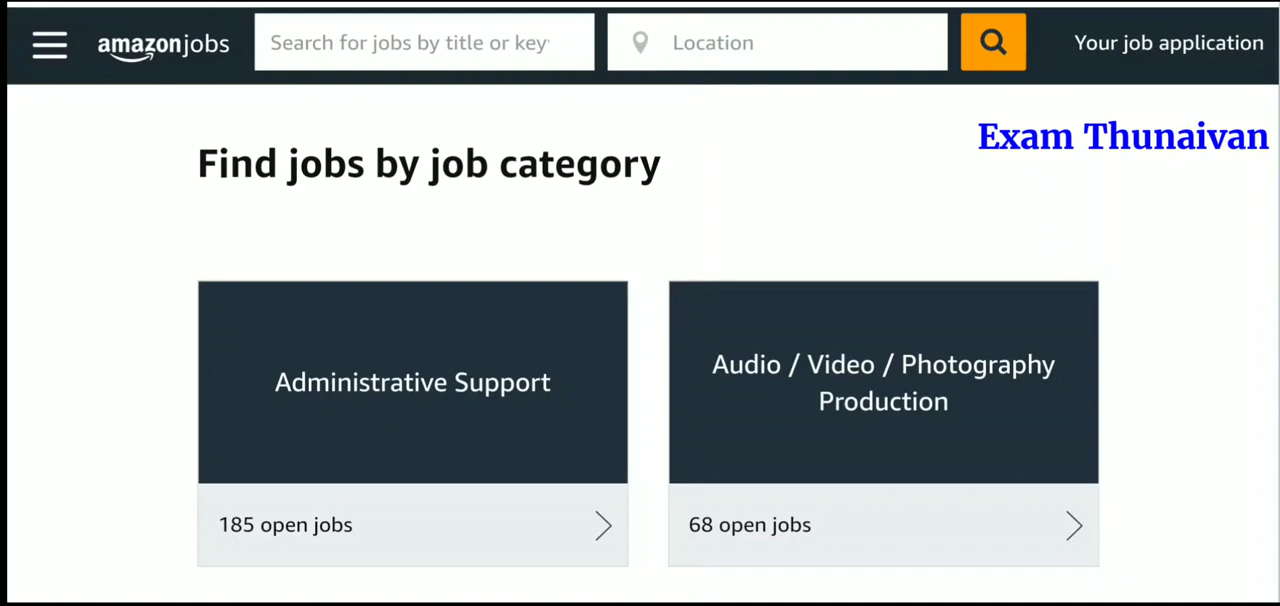 amazonjobs
Search for jobs by title or key
Location
Your job application
Exam Thunaivan
Find jobs by job category
Administrative Support
Audio / Video / Photography
Production
185 open jobs
68 open jobs